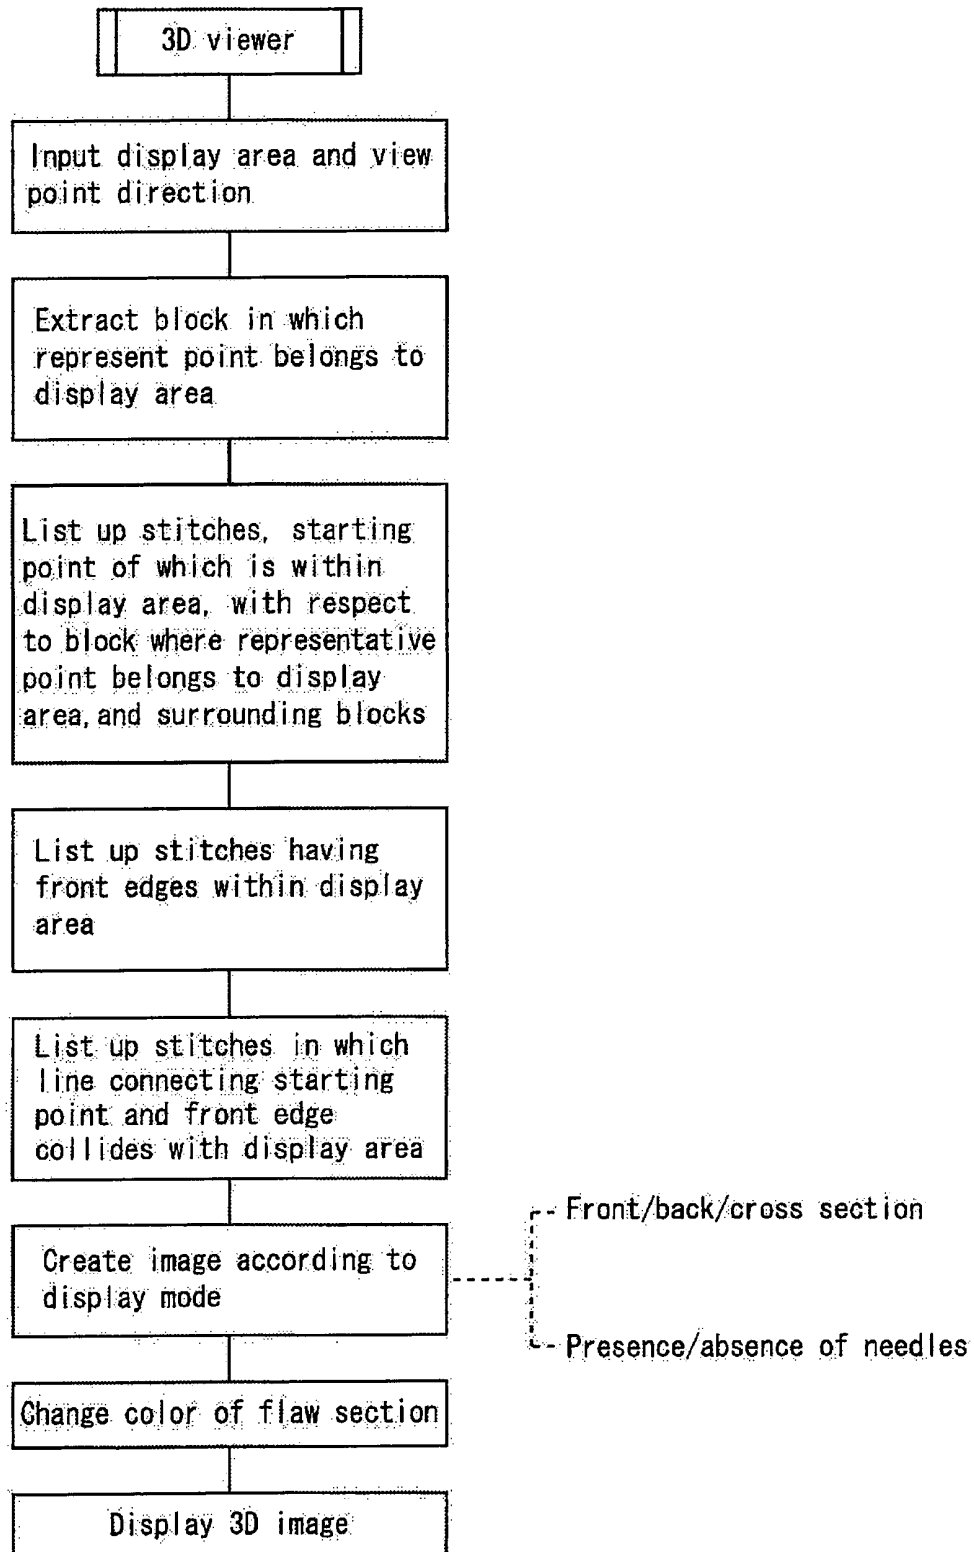 3D viewer
Input display area and view
point direction
Extract block in which
represent point belongs to
display area
List up stitches, starting
point of which is within
display area, with respect
to block where representative
point belongs to display
area, and surrounding blocks
List up stitches having
front edges within display
area
List up stitches in which
line connecting starting
point and front edge
collides with display area
Create image according to
display mode
Front/back/cross section
Presence/absence of needles
Change color of flaw section
Display 3D image